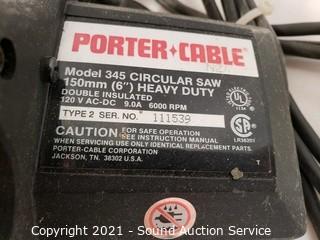 PORTER+CABLE
Model 345 CIRCULAR SAW
150mm (6") HEAVY DUTY
DOUBLE INSULATED
120 V AC-DC 9.0A 6000 RPM
TYPE 2 SER. NO. 111539
CAUTION FOR SAFE OPERATION
SEE INSTRUCTION MANUAL
WHEN SERVICING USE ONLY IDENTICAL REPLACEMENT PARTS
PORTER-CABLE CORPORATION
JACKSON, TN. 38302 U.S.A.
T
Copyright 2021 - Sound Auction Service